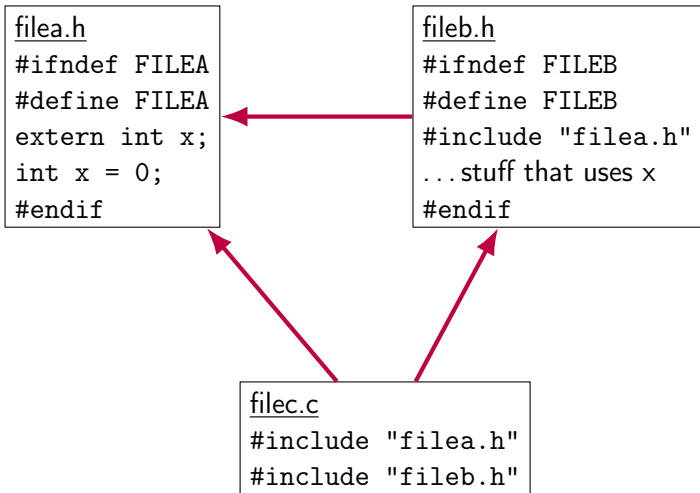 filea.h
#ifndef FILEA
#define FILEA
extern int x;
int x = 0;
#endif
fileb.h
#ifndef FILEB
#define FILEB
#include "filea.h"
...stuff that uses x
#endif
filec.c
#include "filea.h"
#include "fileb.h"